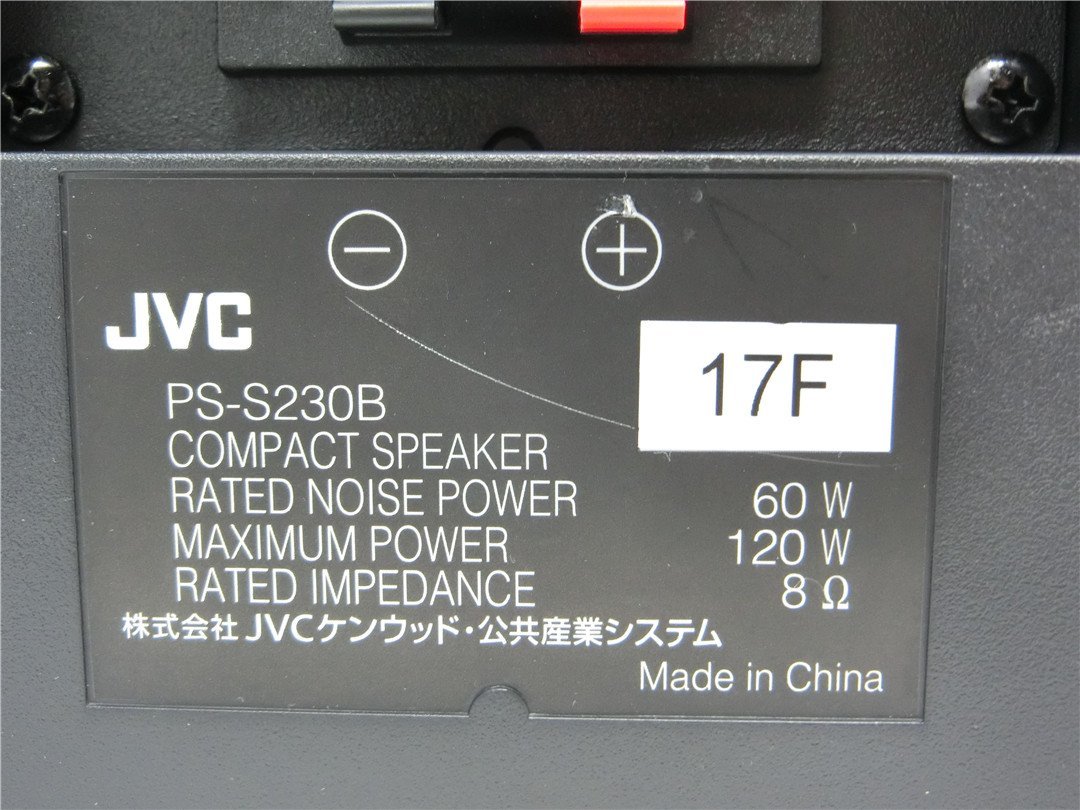 JVC
17F
PS-S230B
COMPACT SPEAKER
RATED NOISE POWER 60 W
MAXIMUM POWER 120 W
RATED IMPEDANCE 8 Ω
株式会社 JVCケンウッド・公共産業システム
Made in China